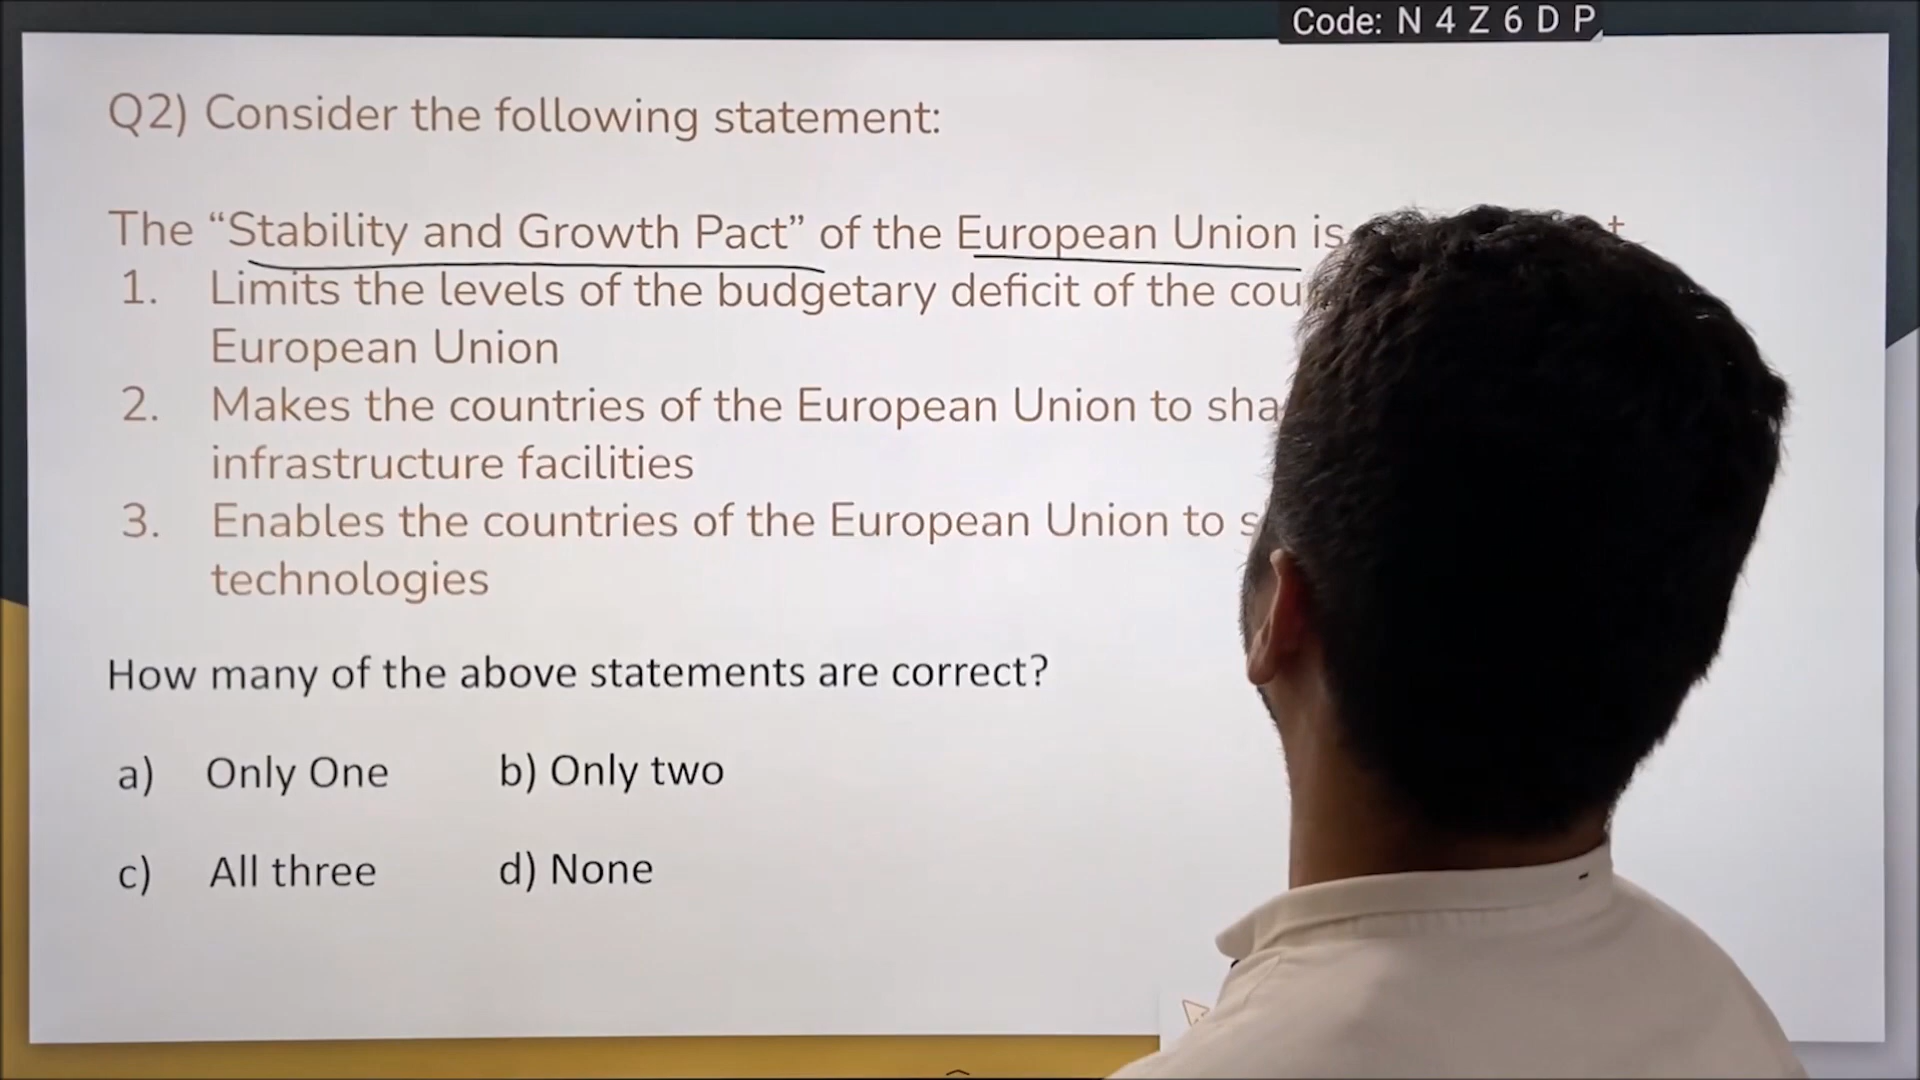 Code: N 4 Z 6 D P
Q2) Consider the following statement:
The “Stability and Growth Pact” of the European Union is
1. Limits the levels of the budgetary deficit of the
European Union
2. Makes the countries of the European Union to
infrastructure facilities
3. Enables the countries of the European Union to
technologies
How many of the above statements are correct?
a) Only One b) Only two
c) All three d) None